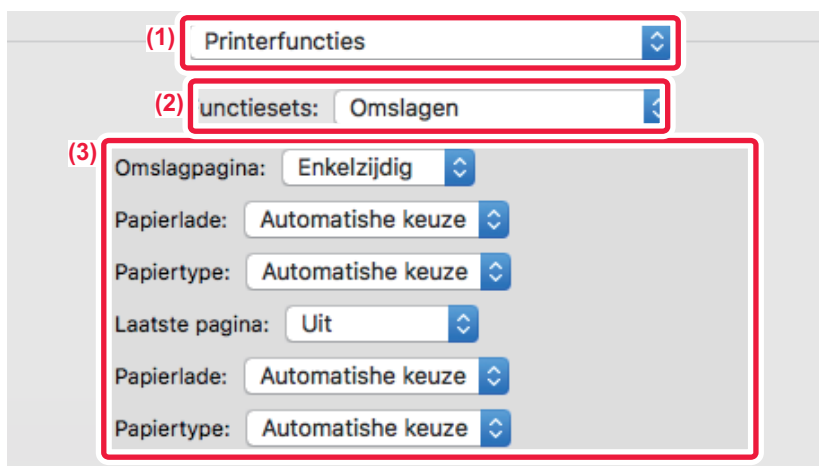 (1) Printerfuncties
(2) unctiesets: Omslagen
(3)
Omslagpagina: Enkelzijdig
Papierlade: Automatishe keuze
Papiertype: Automatishe keuze
Laatste pagina: Uit
Papierlade: Automatishe keuze
Papiertype: Automatishe keuze